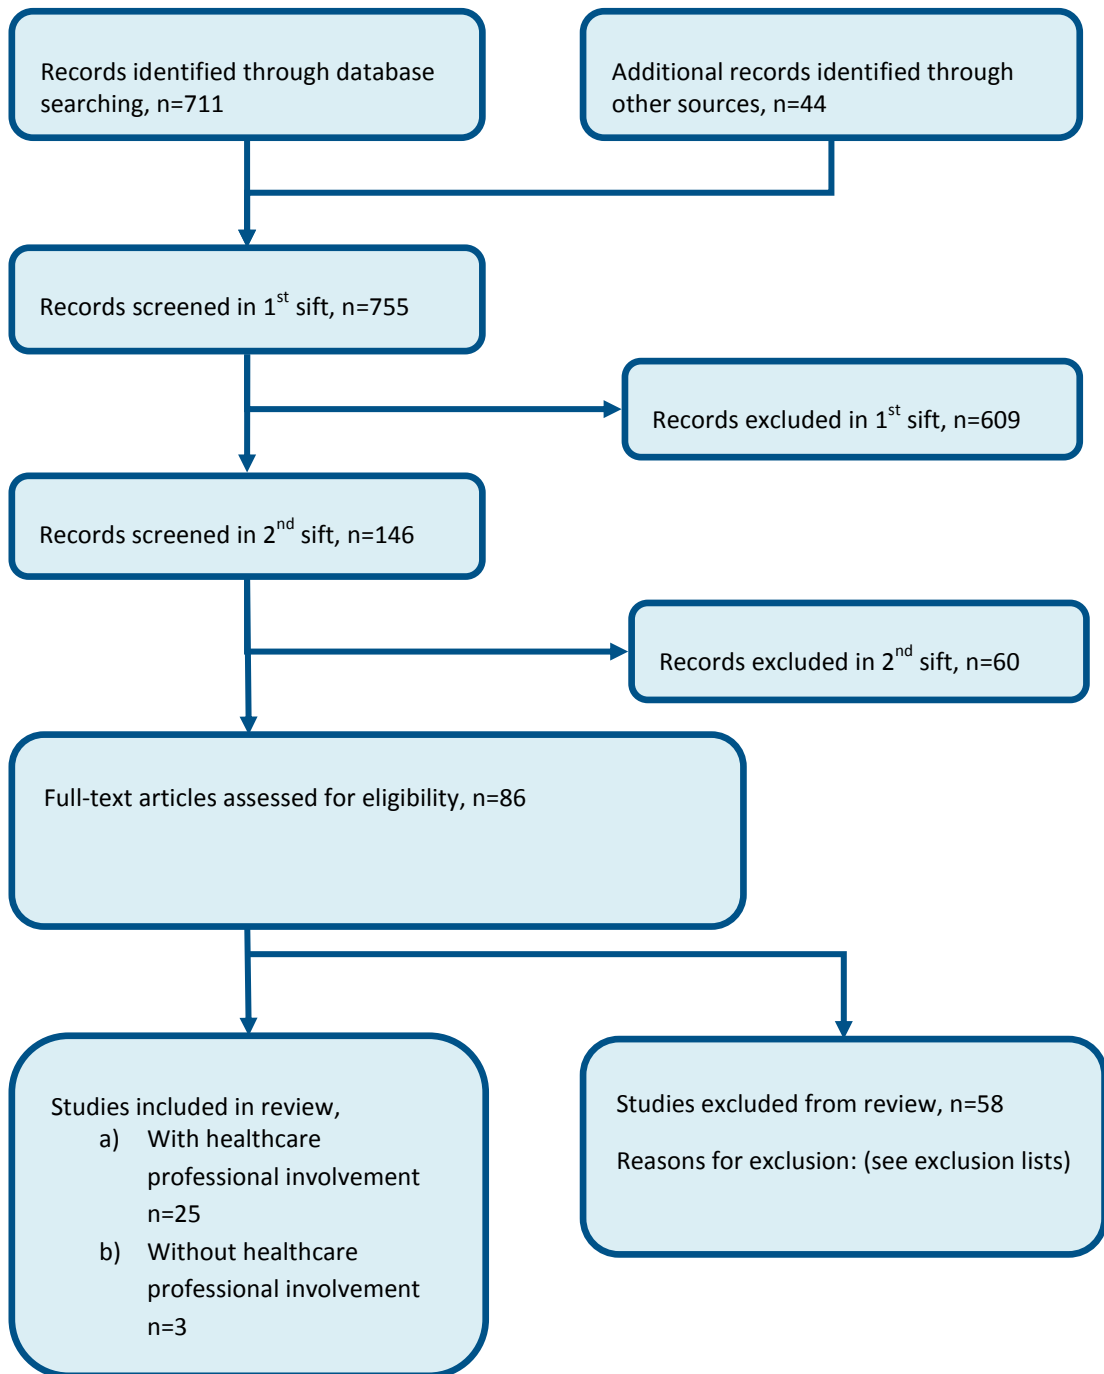 Records identified through database
searching, n=711
Additional records identified through
other sources, n=44
Records screened in 1st sift, n=755
Records excluded in 1st sift, n=609
Records screened in 2nd sift, n=146
Records excluded in 2nd sift, n=60
Full-text articles assessed for eligibility, n=86
Studies included in review,
a) With healthcare
professional involvement
n=25
b) Without healthcare
professional involvement
n=3
Studies excluded from review, n=58
Reasons for exclusion: (see exclusion lists)